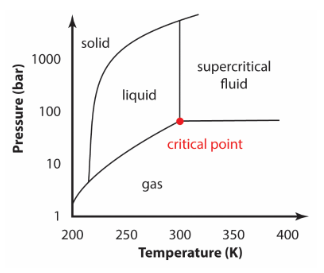 solid
1000
supercritical
fluid
liquid
Pressure (bar)
100
critical point
10
gas
1
200
250
300
350
400
Temperature (K)